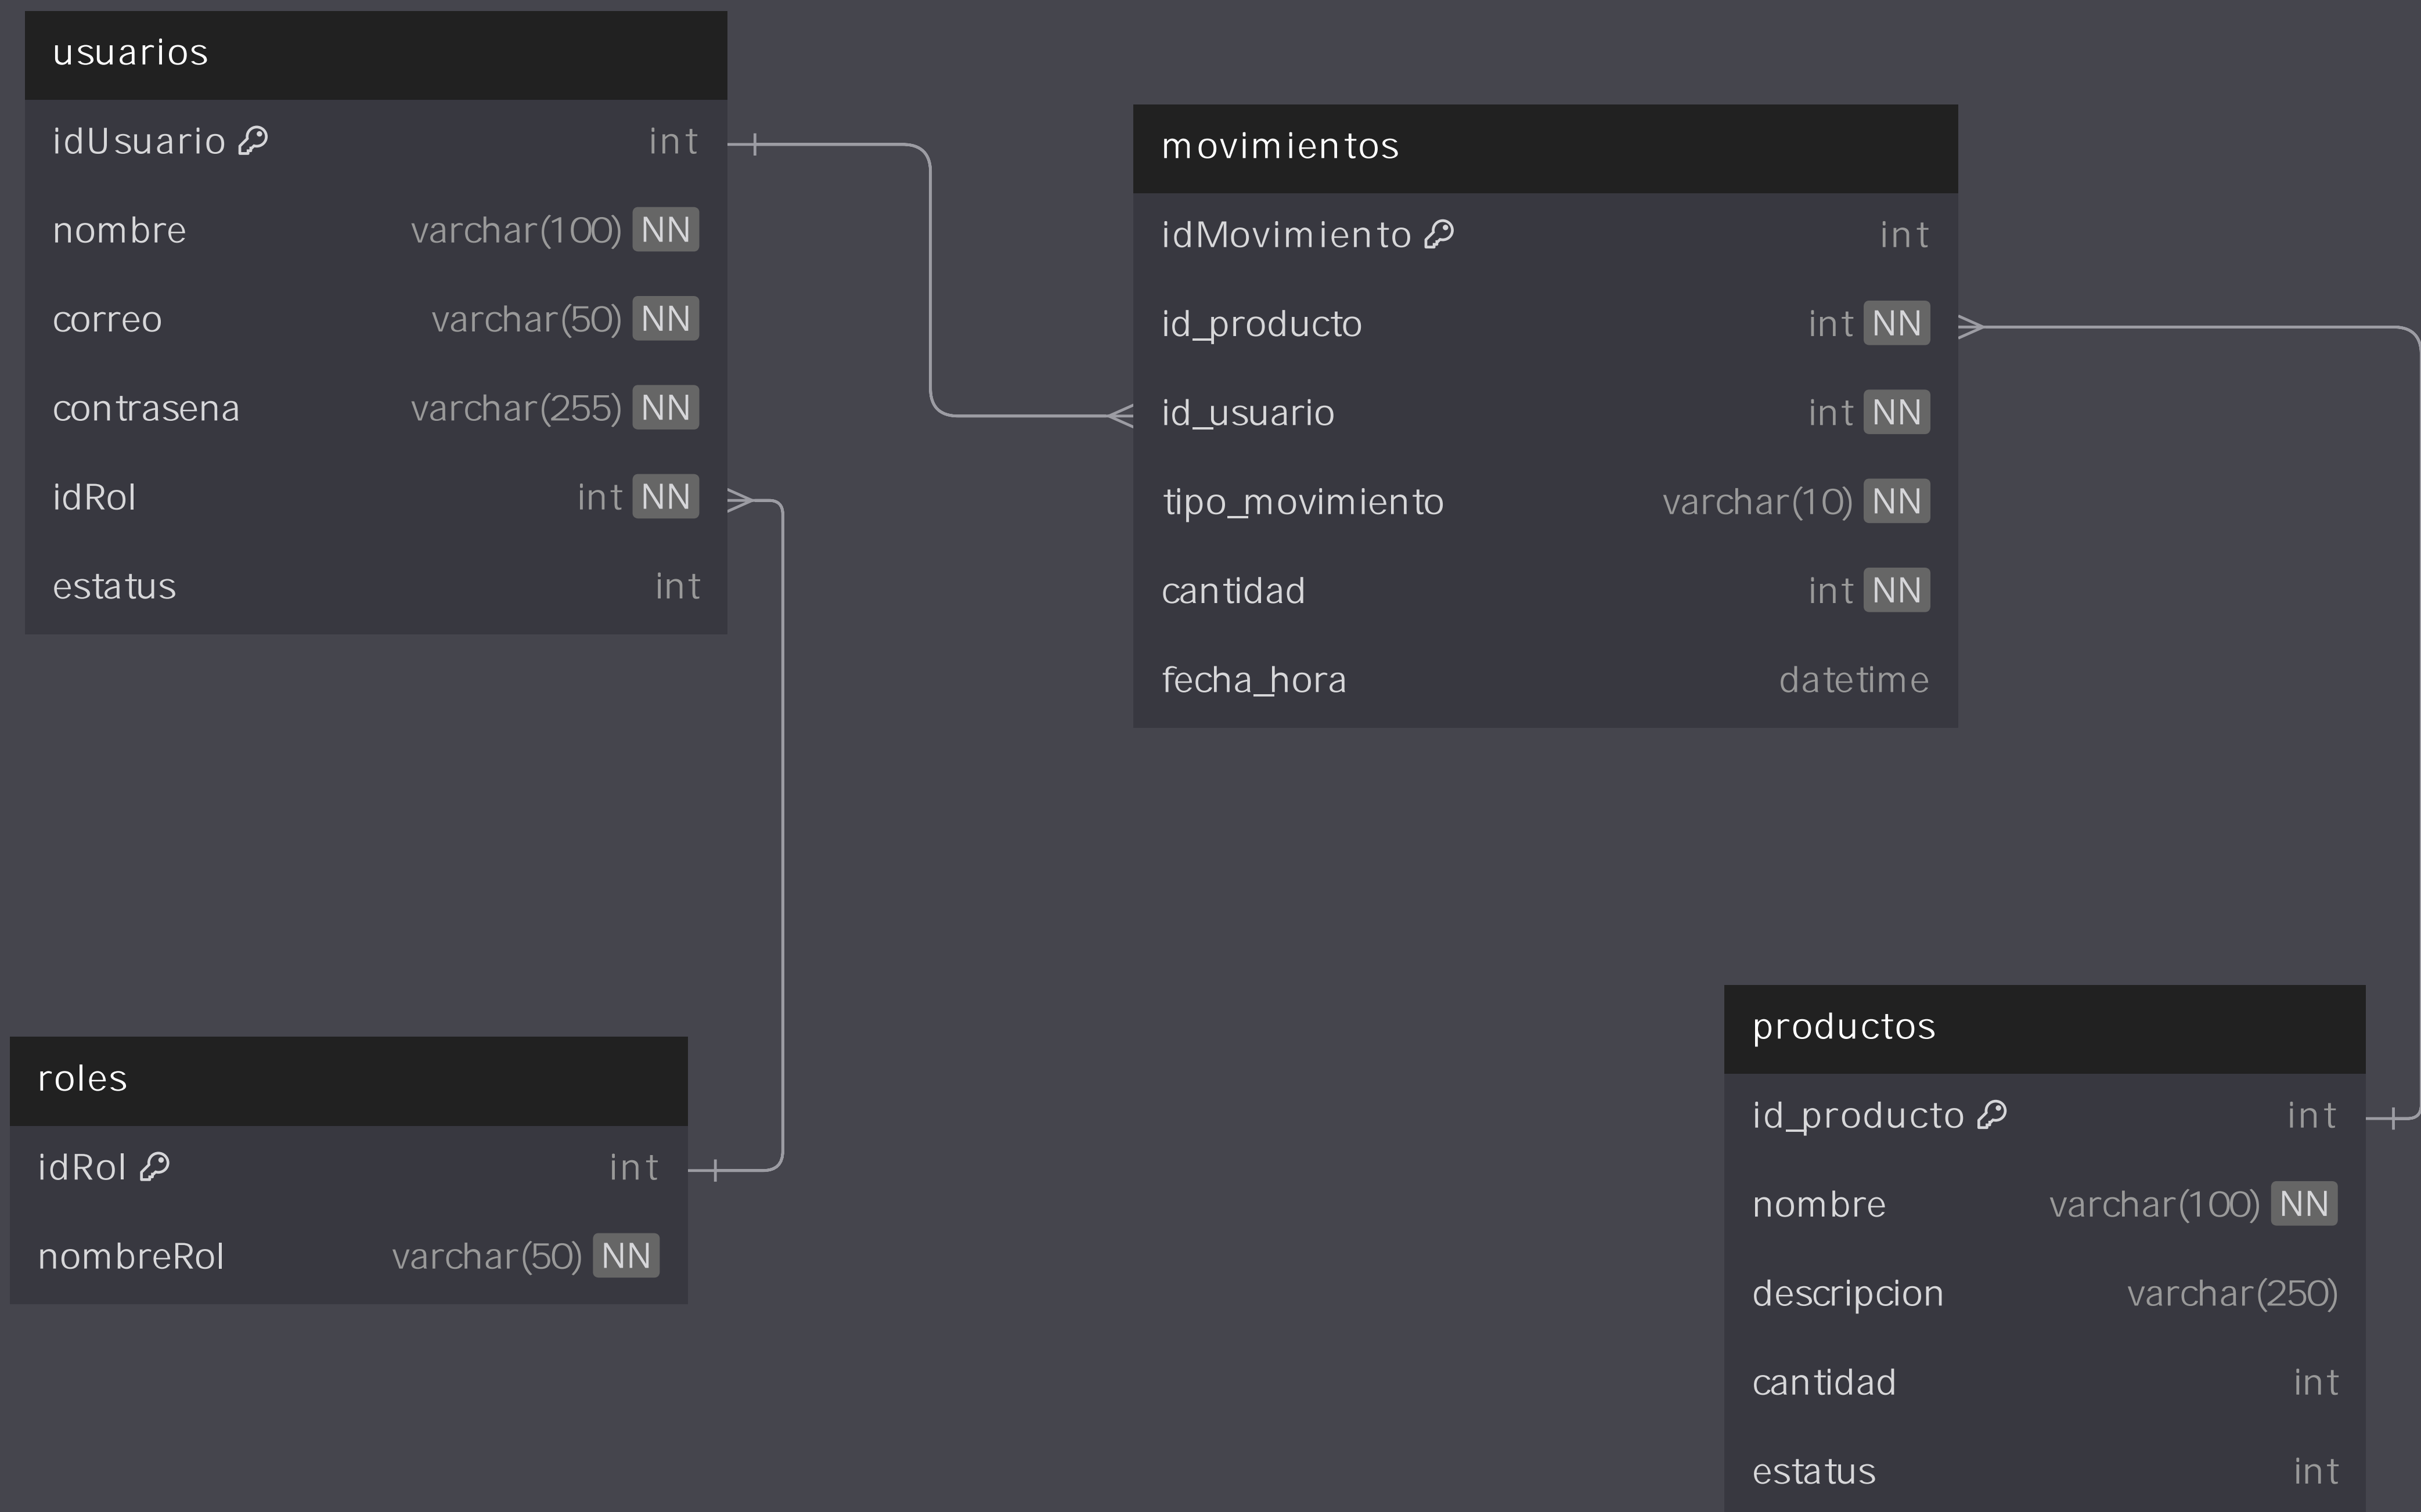 usuarios
idUsuario int
nombre varchar(100) NN
correo varchar(50) NN
contrasena varchar(255) NN
idRol int NN
estatus int
movimientos
idMovimiento int
id_producto int NN
id_usuario int NN
tipo_movimiento varchar(10) NN
cantidad int NN
fecha_hora datetime
roles
idRol int
nombreRol varchar(50) NN
productos
id_producto int
nombre varchar(100) NN
descripcion varchar(250)
cantidad int
estatus int